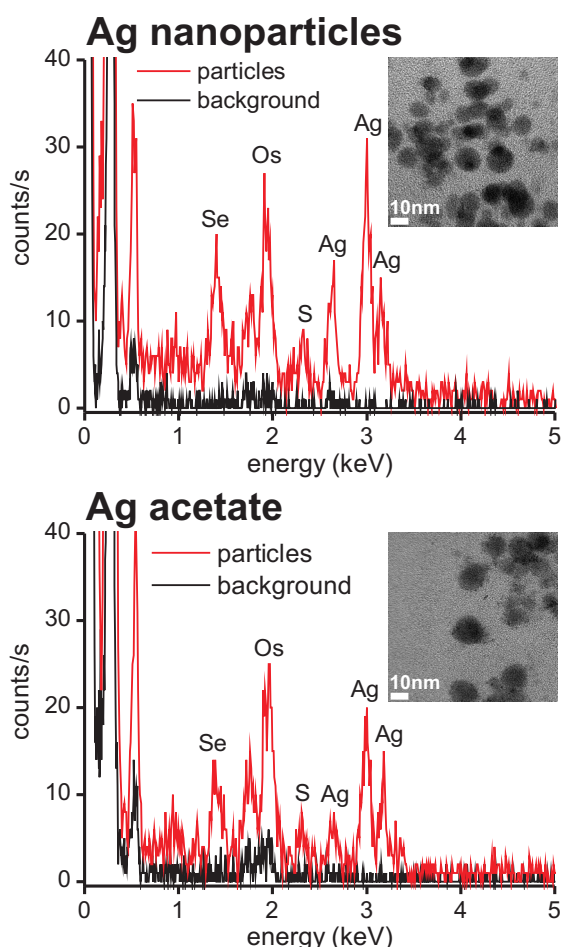 Ag nanoparticles
40
30
20
10
0
counts/s
particles
background
Se
Os
S
Ag
Ag
Ag
10nm
0 1 2 3 4 5
energy (keV)
Ag acetate
40
30
20
10
0
counts/s
particles
background
Se
Os
S
Ag
Ag
Ag
10nm
0 1 2 3 4 5
energy (keV)